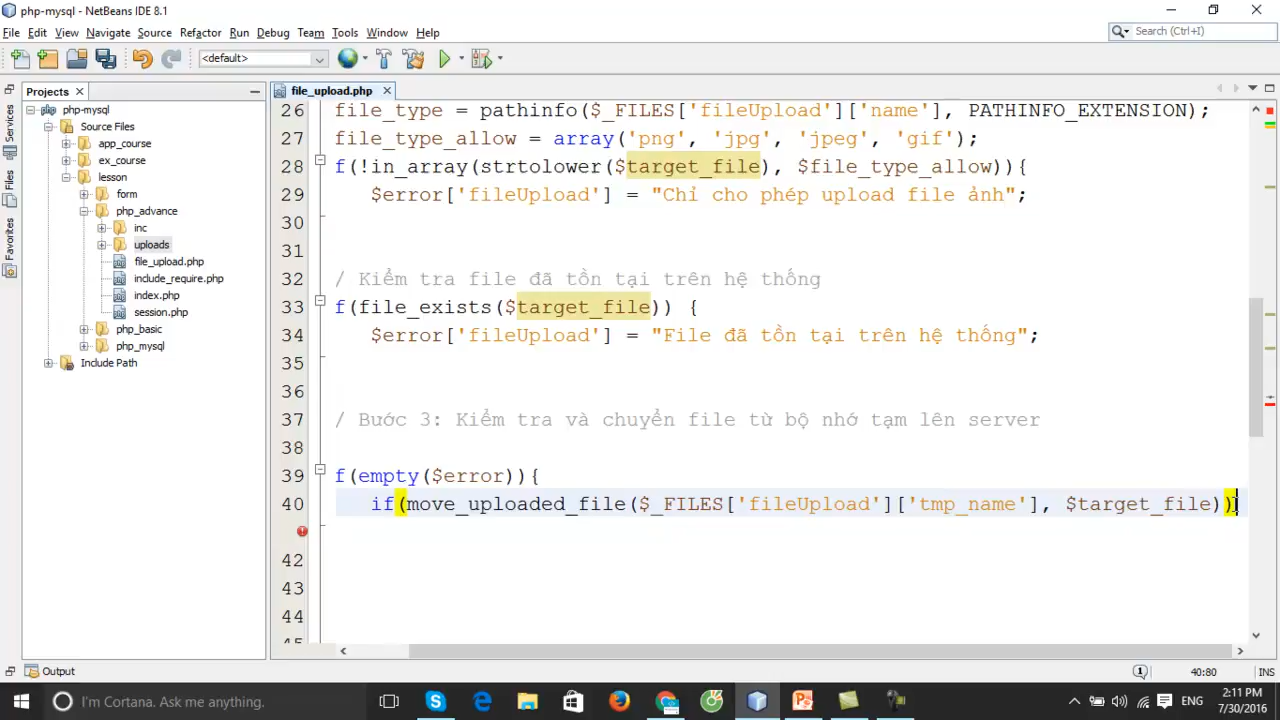 php-mysql - NetBeans IDE 8.1
File Edit View Navigate Source Refactor Run Debug Team Tools Window Help
Search (Ctrl+I)
<default>
Projects
file_upload.php
Services
Files
Favorites
php-mysql
Source Files
app_course
ex_course
lesson
form
php_advance
inc
uploads
file_upload.php
include_require.php
index.php
session.php
php_basic
php_mysql
Include Path
26 file_type = pathinfo($_FILES['fileUpload']['name'], PATHINFO_EXTENSION);
27 file_type_allow = array('png', 'jpg', 'jpeg', 'gif');
28 f(!in_array(strtolower($target_file), $file_type_allow)){
29 $error['fileUpload'] = "Chỉ cho phép upload file ảnh";
30
31
32 / Kiểm tra file đã tồn tại trên hệ thống
33 f(file_exists($target_file)) {
34 $error['fileUpload'] = "File đã tồn tại trên hệ thống";
35
36
37 / Bước 3: Kiểm tra và chuyển file từ bộ nhớ tạm lên server
38
39 f(empty($error)){
40 if(move_uploaded_file($_FILES['fileUpload']['tmp_name'], $target_file))
42
43
44
45
Output
1
40:80
INS
I'm Cortana. Ask me anything.
ENG
2:11 PM
7/30/2016